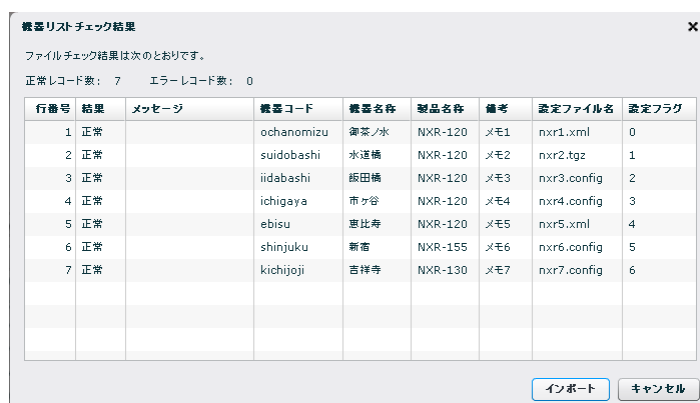 機器リストチェック結果
ファイルチェック結果は次のとおりです。
正常レコード数: 7 エラーレコード数: 0
行番号 結果 メッセージ 機器コード 機器名称 製品名称 備考 設定ファイル名 設定フラグ
1 正常 ochanomizu 御茶ノ水 NXR-120 メモ1 nxr1.xml 0
2 正常 suidobashi 水道橋 NXR-120 メモ2 nxr2.tgz 1
3 正常 iidabashi 飯田橋 NXR-120 メモ3 nxr3.config 2
4 正常 ichigaya 市ヶ谷 NXR-120 メモ4 nxr4.config 3
5 正常 ebisu 恵比寿 NXR-120 メモ5 nxr5.xml 4
6 正常 shinjuku 新宿 NXR-155 メモ6 nxr6.config 5
7 正常 kichijoji 吉祥寺 NXR-130 メモ7 nxr7.config 6
インポート キャンセル